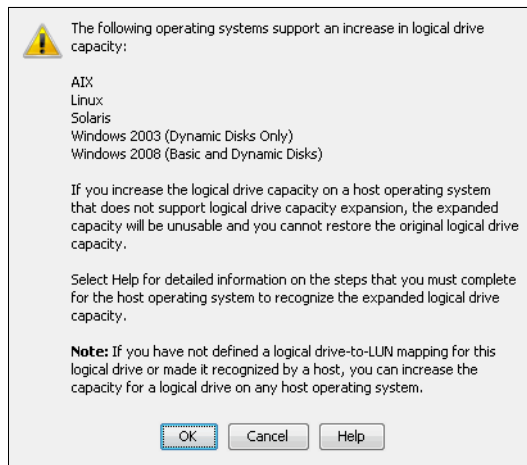 The following operating systems support an increase in logical drive
capacity:
AIX
Linux
Solaris
Windows 2003 (Dynamic Disks Only)
Windows 2008 (Basic and Dynamic Disks)
If you increase the logical drive capacity on a host operating system
that does not support logical drive capacity expansion, the expanded
capacity will be unusable and you cannot restore the original logical drive
capacity.
Select Help for detailed information on the steps that you must complete
for the host operating system to recognize the expanded logical drive
capacity.
Note: If you have not defined a logical drive-to-LUN mapping for this
logical drive or made it recognized by a host, you can increase the
capacity for a logical drive on any host operating system.
OK Cancel Help